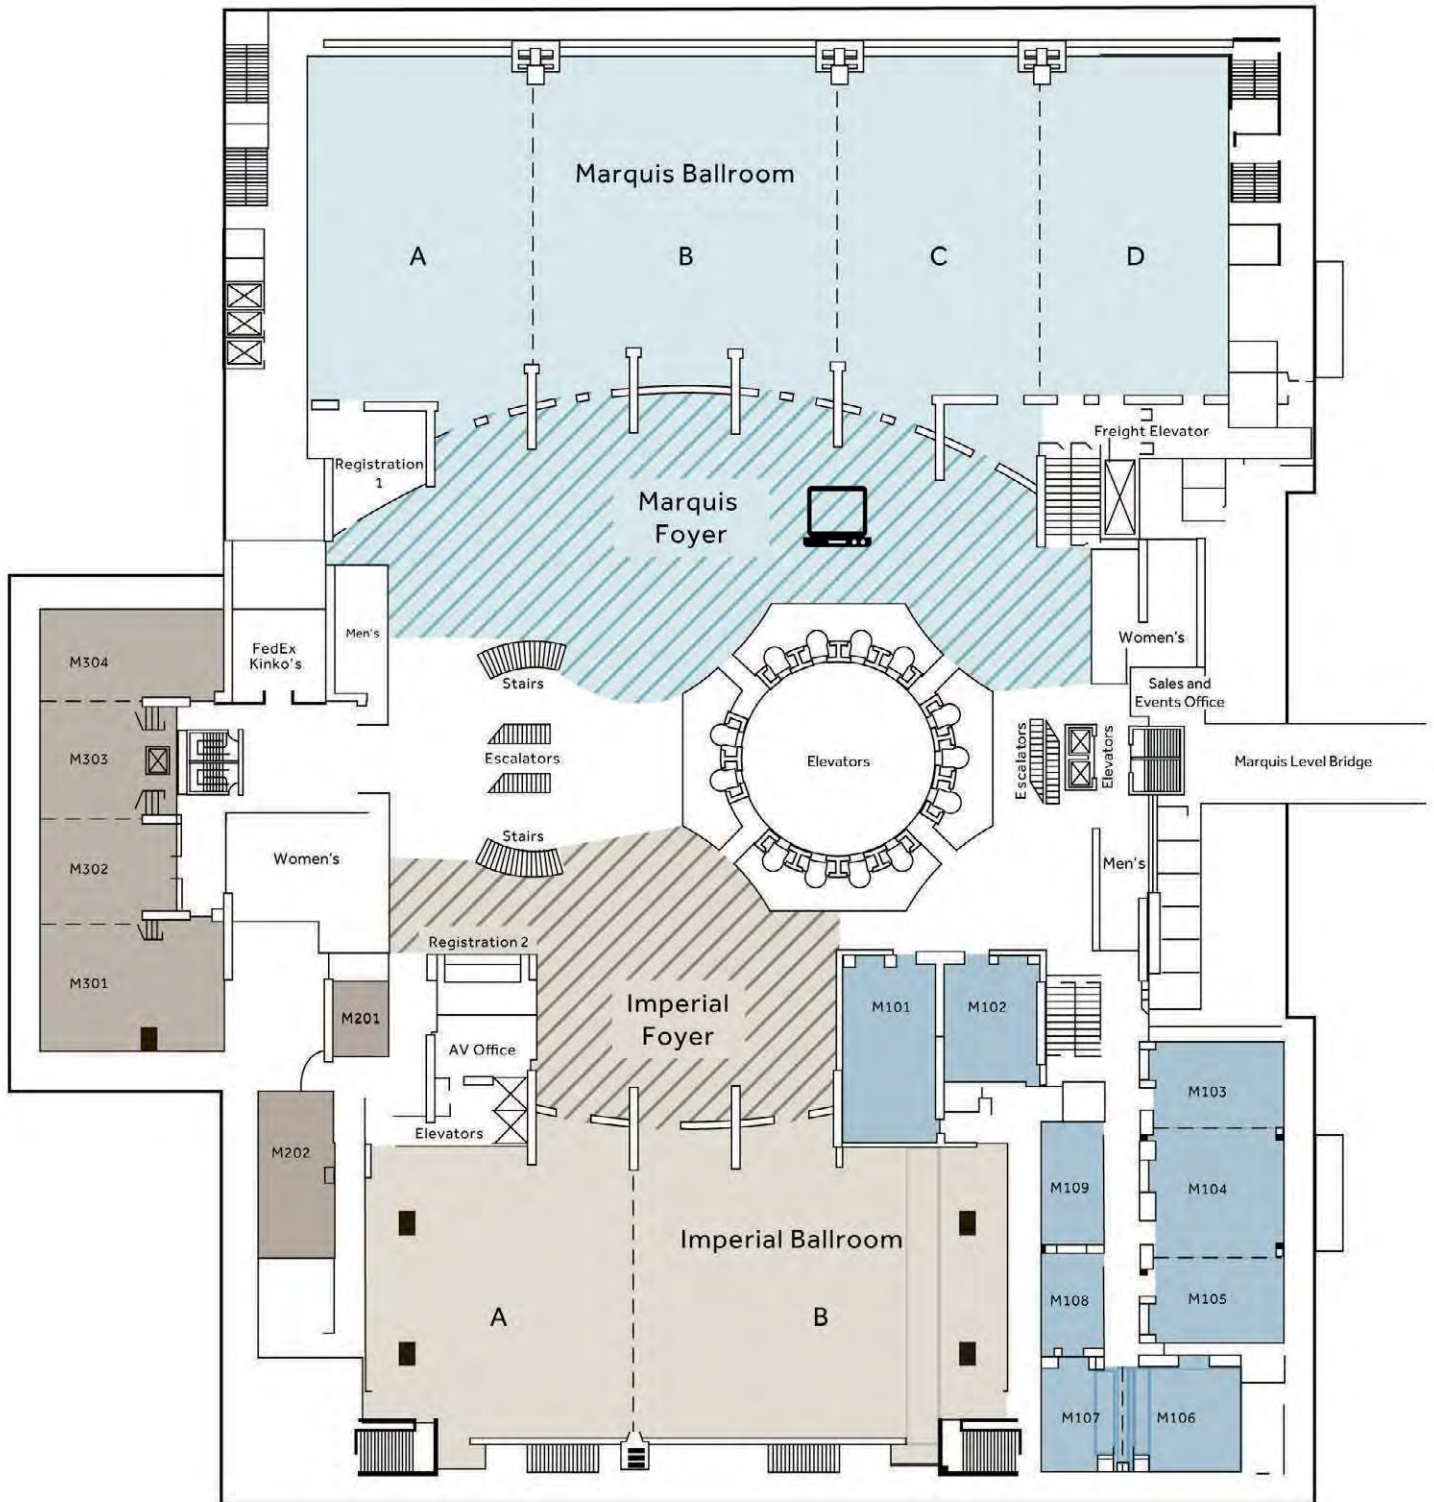 Marquis Ballroom
A
B
C
D
Freight Elevator
Registration
1
Marquis
Foyer
Men's
FedEx
Kinko's
Women's
M304
Stairs
Sales and
Events Office
M303
Escalators
Elevators
Escalators
Elevators
Marquis Level Bridge
Stairs
Women's
Men's
M302
Registration 2
M301
Imperial
Foyer
M101
M102
M201
AV Office
M103
Elevators
M202
M109
M104
Imperial Ballroom
A
B
M108
M105
M107
M106